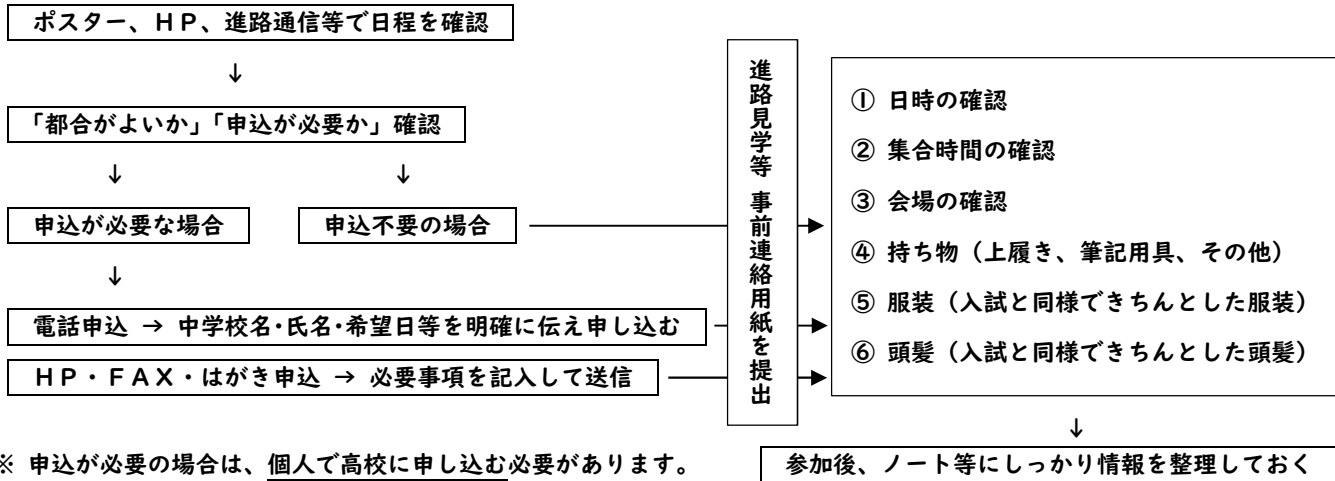 ポスター、ＨＰ、進路通信等で日程を確認
↓
「都合がよいか」「申込が必要か」確認
↓ ↓
申込が必要な場合 申込不要の場合
↓
電話申込 → 中学校名・氏名・希望日等を明確に伝え申し込む
ＨＰ・ＦＡＸ・はがき申込 → 必要事項を記入して送信
進路見学等 事前連絡用紙を提出
① 日時の確認
② 集合時間の確認
③ 会場の確認
④ 持ち物（上履き、筆記用具、その他）
⑤ 服装（入試と同様できちんとした服装）
⑥ 頭髪（入試と同様できちんとした頭髪）
↓
※ 申込が必要の場合は、個人で高校に申し込む必要があります。
参加後、ノート等にしっかり情報を整理しておく